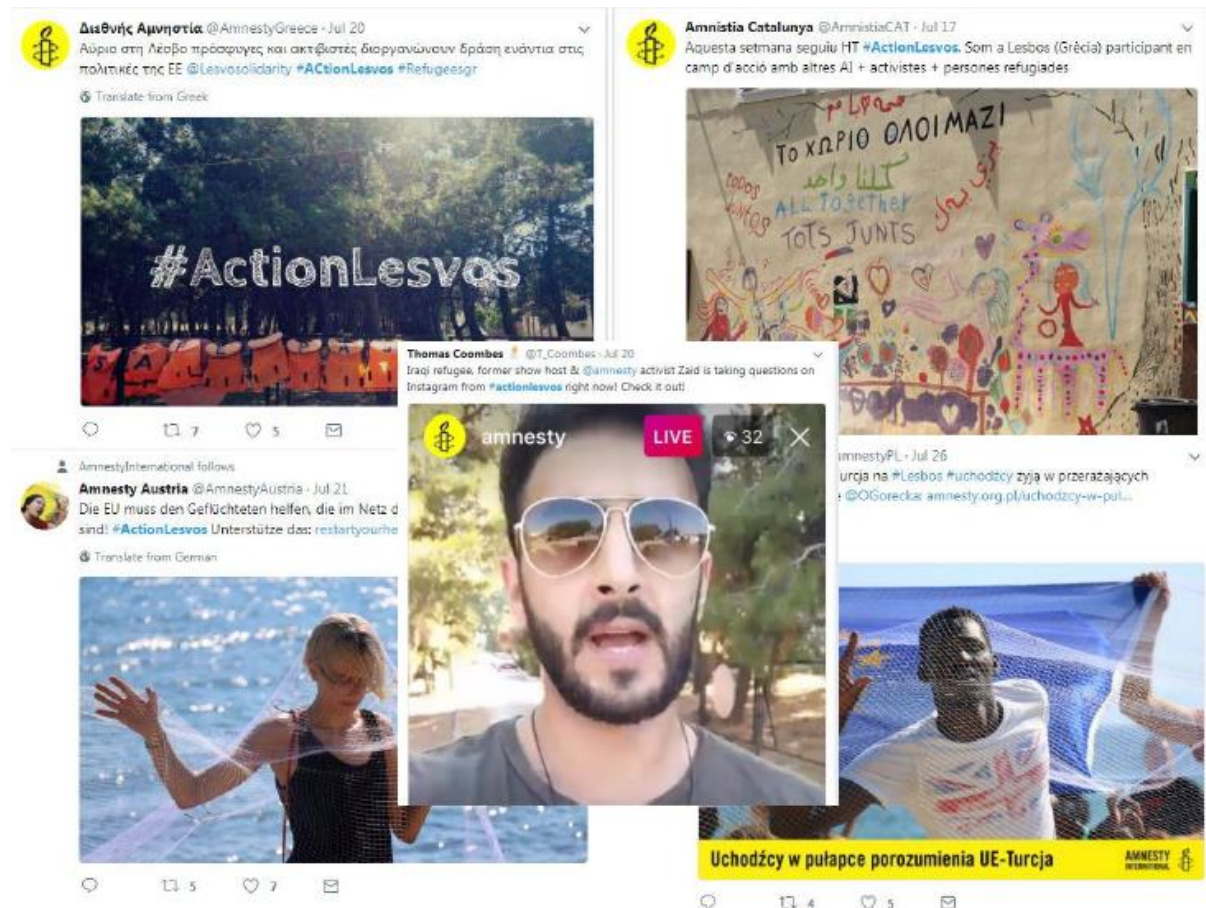 Διεθνής Αμνηστία @AmnestyGreece · Jul 20
Αύριο στη Λέσβο πρόσφυγες και ακτιβιστές διοργανώνουν δράση ενάντια στις
πολιτικές της ΕΕ @Lesvosolidarity #ACtionLesvos #Refugeesgr
Translate from Greek
#ActionLesvos
7
5
Amnistia Catalunya @AmnistiaCAT · Jul 17
Aquesta setmana seguiu HT #ActionLesvos. Som a Lesbos (Grècia) participant en
camp d'acció amb altres AI + activistes + persones refugiades
ΤΟ ΧΩΡΙΟ ΟΛΟΙ ΜΑΖΙ
كلنا واحد
TODOS
JUNTOS
ALL TOGETHER
TOTS JUNTS
Thomas Coombes @T_Coombes · Jul 20
Iraqi refugee, former show host & @amnesty activist Zaid is taking questions on
Instagram from #actionlesvos right now! Check it out!
amnesty
LIVE
32
AmnestyInternational follows
Amnesty Austria @AmnestyAustria · Jul 21
Die EU muss den Geflüchteten helfen, die im Netz d
sind! #ActionLesvos Unterstütze das: restartyourhe
Translate from German
5
7
mnestyPL · Jul 26
urcja na #Lesbos #uchodźcy żyją w przerażających
@OGorecka: amnesty.org.pl/uchodzcy-w-pul...
Uchodźcy w pułapce porozumienia UE-Turcja
AMNESTY
INTERNATIONAL
4
5